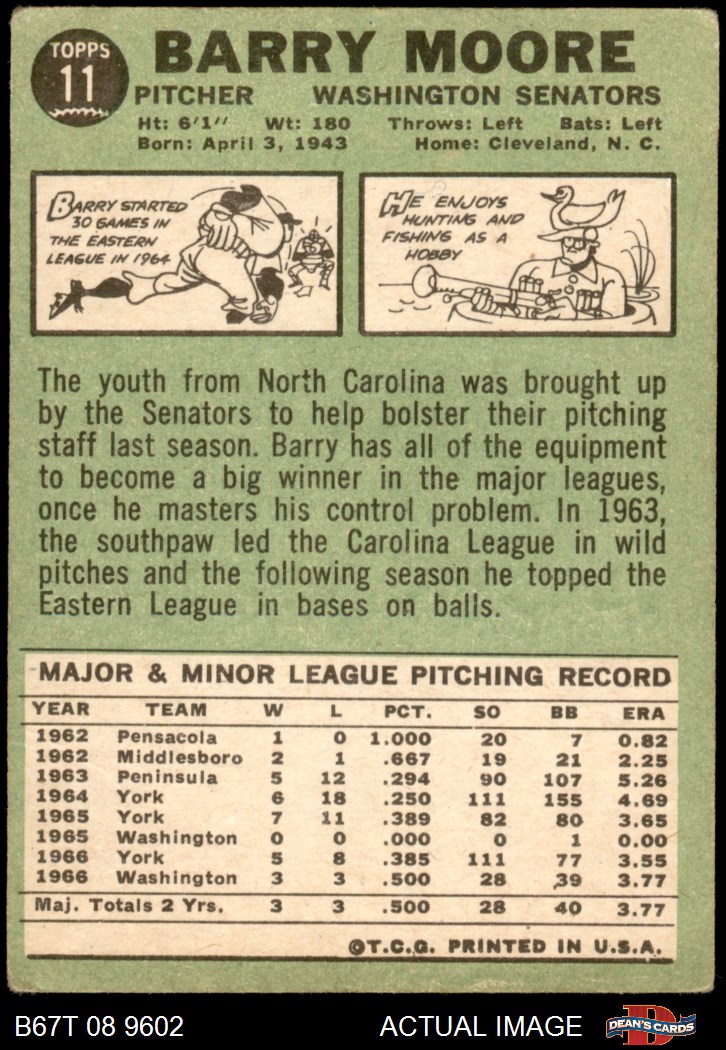 TOPPS
11
BARRY MOORE
PITCHER WASHINGTON SENATORS
Ht: 6'1" Wt: 180 Throws: Left Bats: Left
Born: April 3, 1943 Home: Cleveland, N. C.
BARRY STARTED
30 GAMES IN
THE EASTERN
LEAGUE IN 1964
HE ENJOYS
HUNTING AND
FISHING AS A
HOBBY
The youth from North Carolina was brought up
by the Senators to help bolster their pitching
staff last season. Barry has all of the equipment
to become a big winner in the major leagues,
once he masters his control problem. In 1963,
the southpaw led the Carolina League in wild
pitches and the following season he topped the
Eastern League in bases on balls.
MAJOR & MINOR LEAGUE PITCHING RECORD
YEAR TEAM W L PCT. SO BB ERA
1962 Pensacola 1 0 1.000 20 7 0.82
1962 Middlesboro 2 1 .667 19 21 2.25
1963 Peninsula 5 12 .294 90 107 5.26
1964 York 6 18 .250 111 155 4.69
1965 York 7 11 .389 82 80 3.65
1965 Washington 0 0 .000 0 1 0.00
1966 York 5 8 .385 111 77 3.55
1966 Washington 3 3 .500 28 39 3.77
Maj. Totals 2 Yrs. 3 3 .500 28 40 3.77
©T.C.G. PRINTED IN U.S.A.
B67T 08 9602 ACTUAL IMAGE
D
DEAN'S CARDS